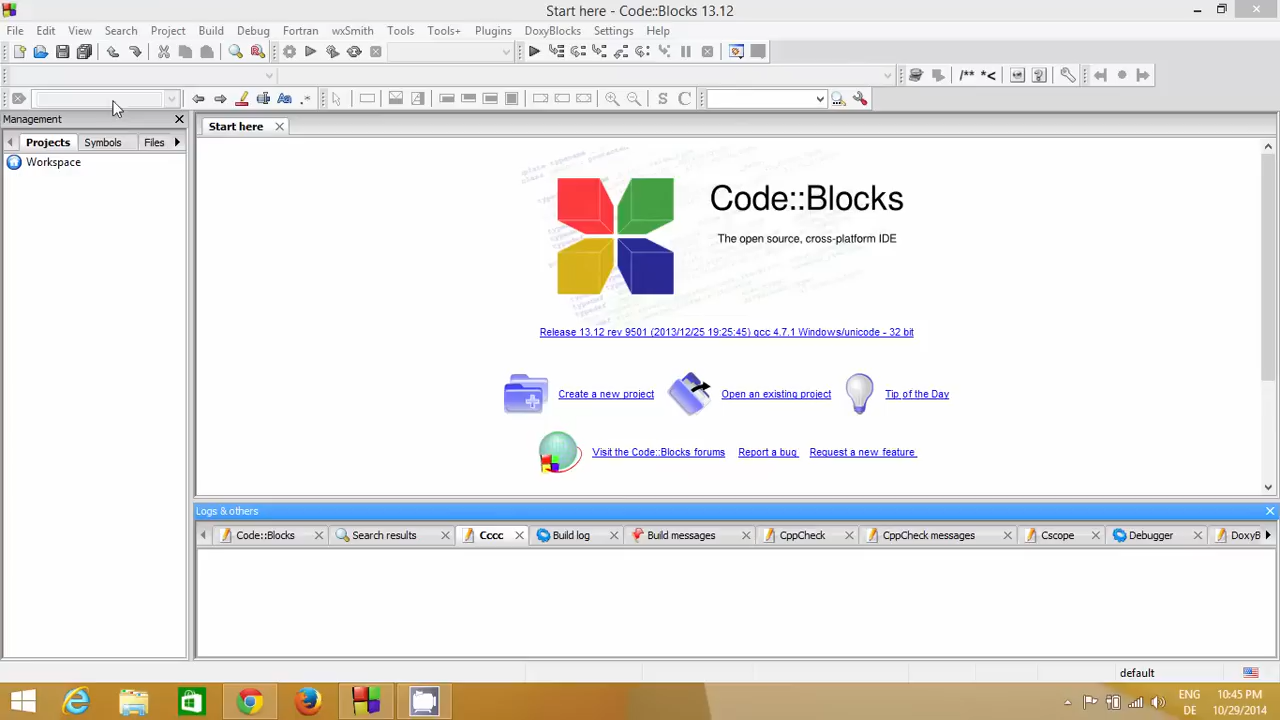 Start here - Code::Blocks 13.12
File Edit View Search Project Build Debug Fortran wxSmith Tools Tools+ Plugins DoxyBlocks Settings Help
/** *<
Aa .* S C
Management
Projects Symbols Files
Workspace
Start here
Code::Blocks
The open source, cross-platform IDE
Release 13.12 rev 9501 (2013/12/25 19:25:45) gcc 4.7.1 Windows/unicode - 32 bit
Create a new project Open an existing project Tip of the Day
Visit the Code::Blocks forums Report a bug Request a new feature
Logs & others
Code::Blocks Search results Cccc Build log Build messages CppCheck CppCheck messages Cscope Debugger DoxyB
default
ENG 10:45 PM
DE 10/29/2014